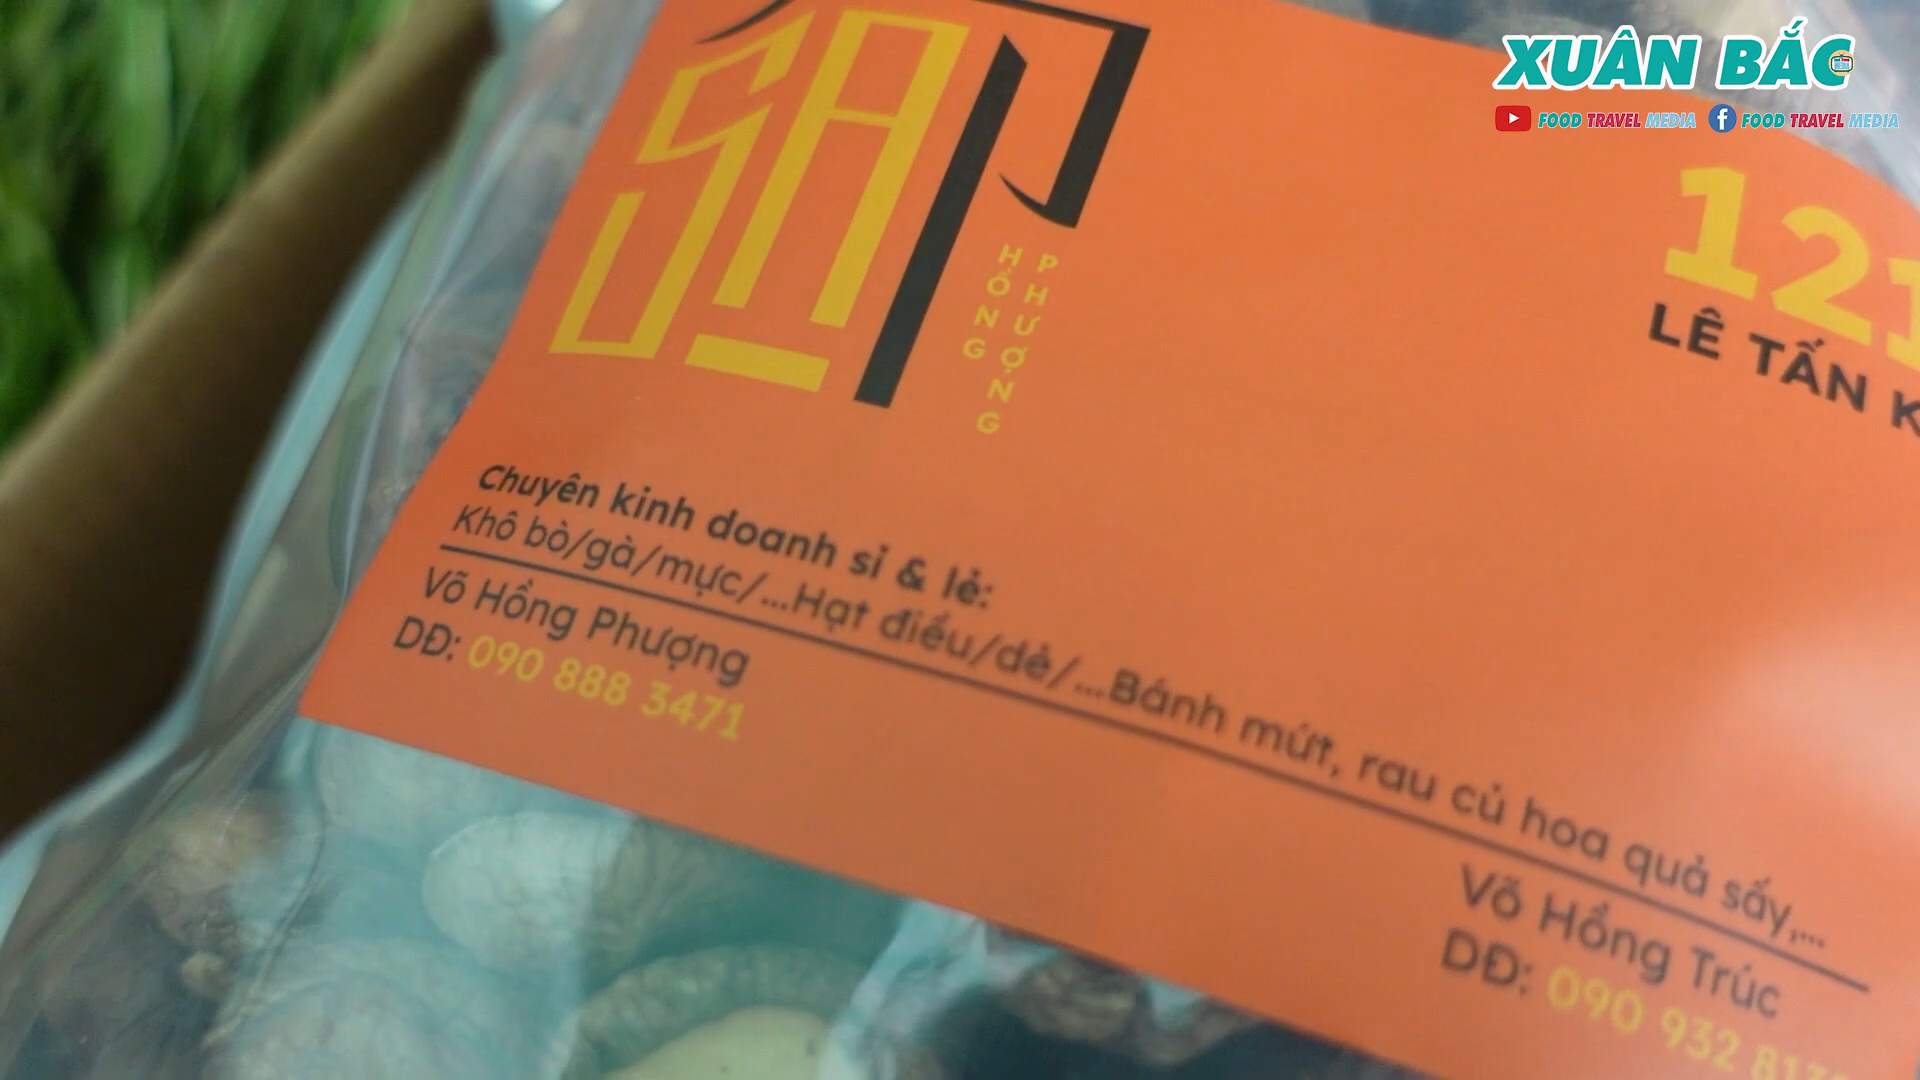 XUÂN BẮC
FOOD TRAVEL MEDIA FOOD TRAVEL MEDIA
SẠP
HỒNG PHƯỢNG
121
LÊ TẤN K
Chuyên kinh doanh sỉ & lẻ:
Khô bò/gà/mực/...Hạt điều/dẻ/...Bánh mứt, rau củ hoa quả sấy,...
Võ Hồng Phượng
DĐ: 090 888 3471
Võ Hồng Trúc
DĐ: 090 932